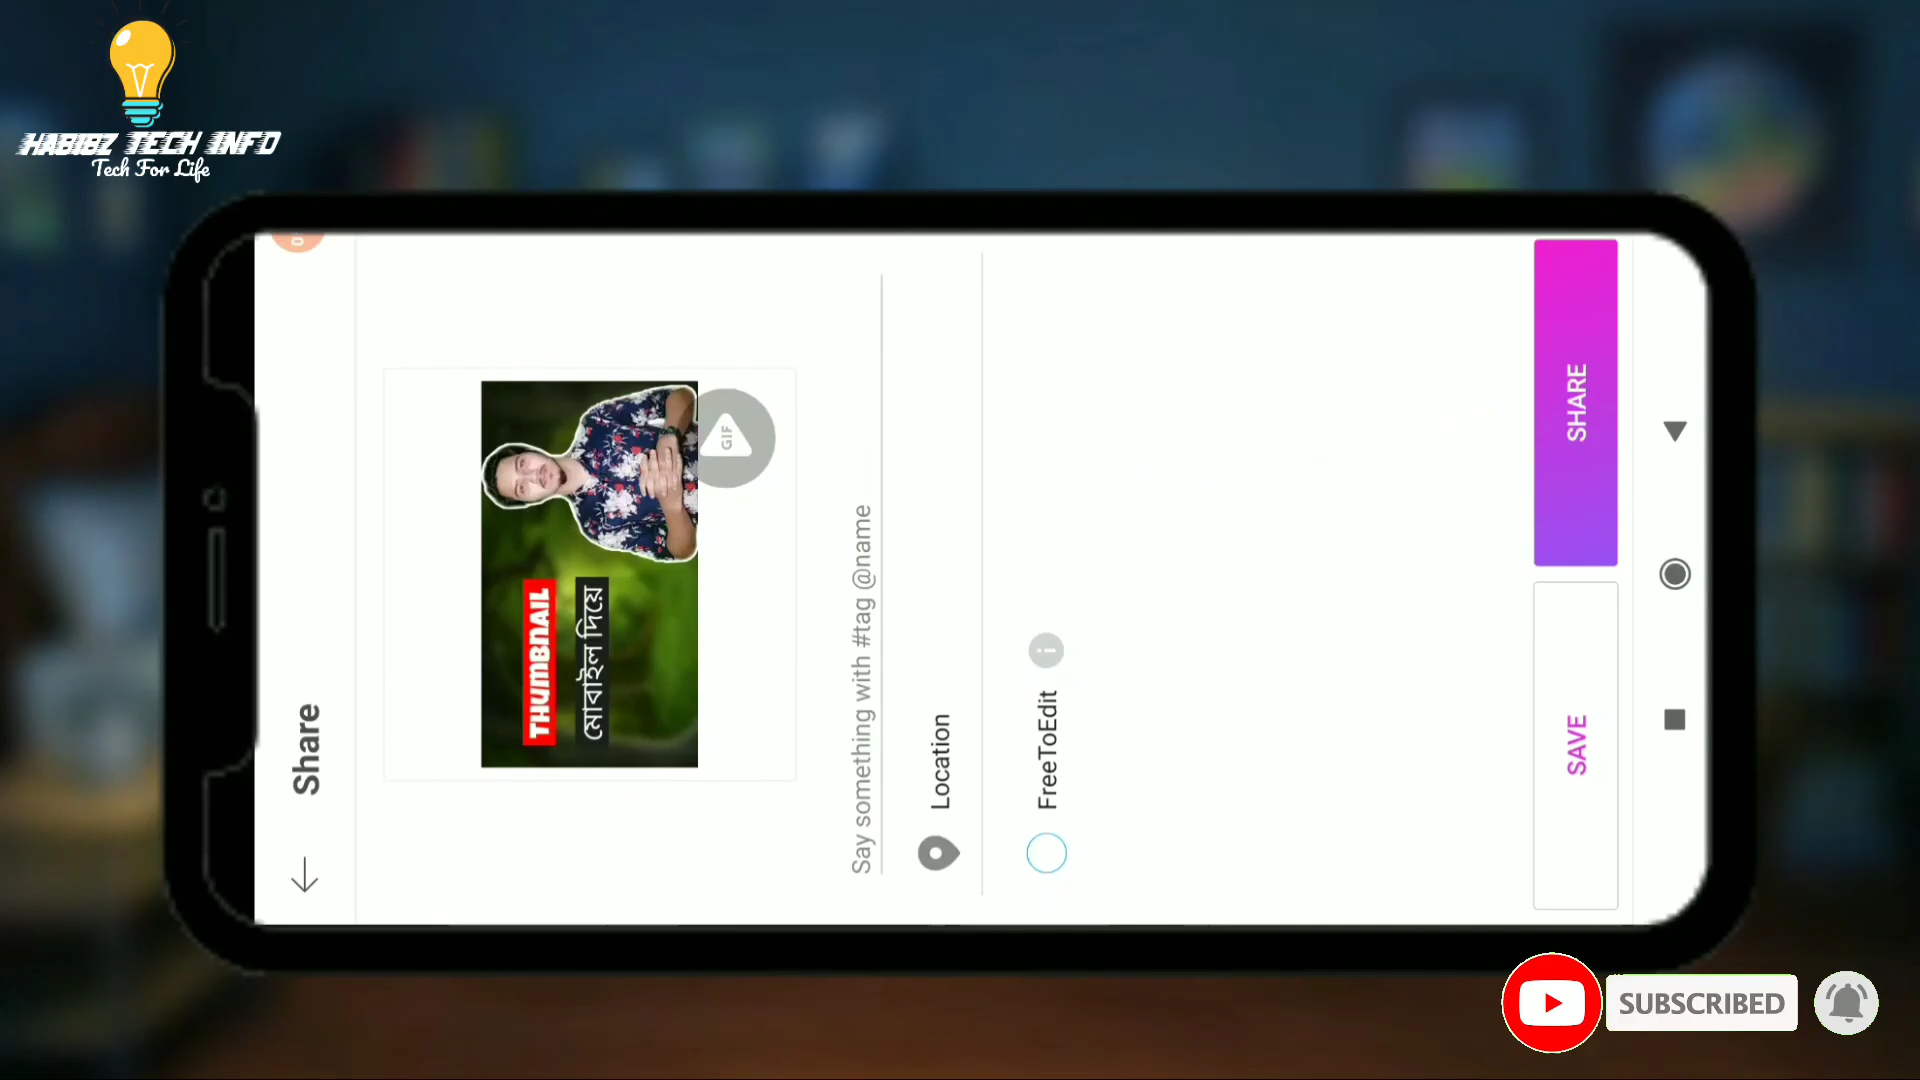 HABIBZ TECH INFO
Tech For Life
Share
THUMBNAIL
মোবাইল দিয়ে
GIF
Say something with #tag @name
Location
FreeToEdit
i
SAVE
SHARE
SUBSCRIBED